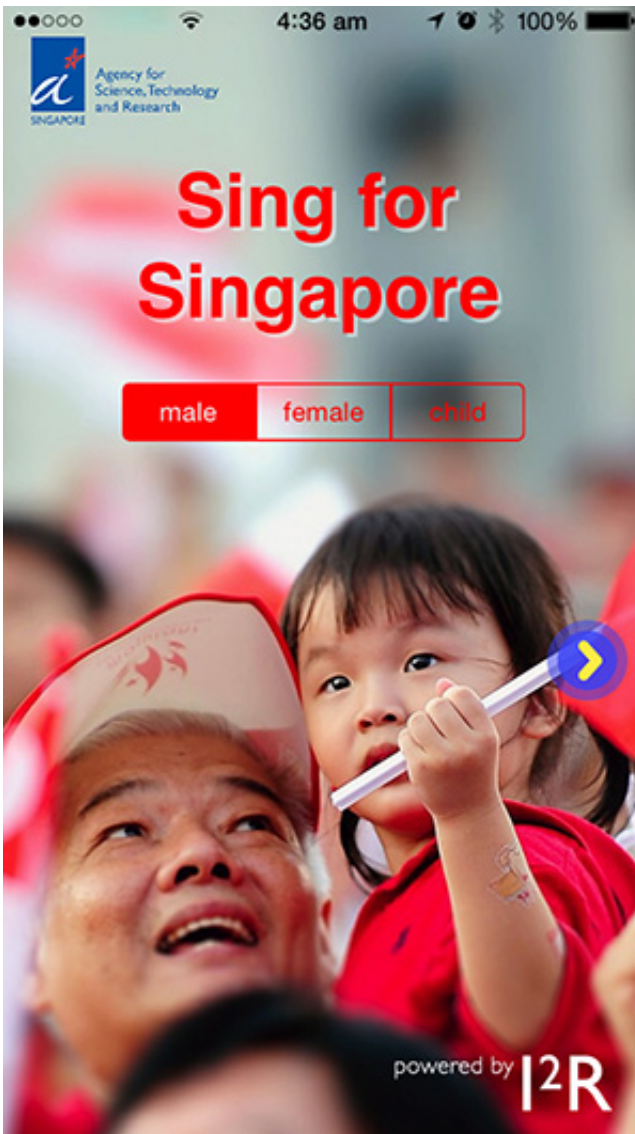 4:36 am
100%
Agency for
Science, Technology
and Research
SINGAPORE
Sing for
Singapore
male
female
child
powered by I²R